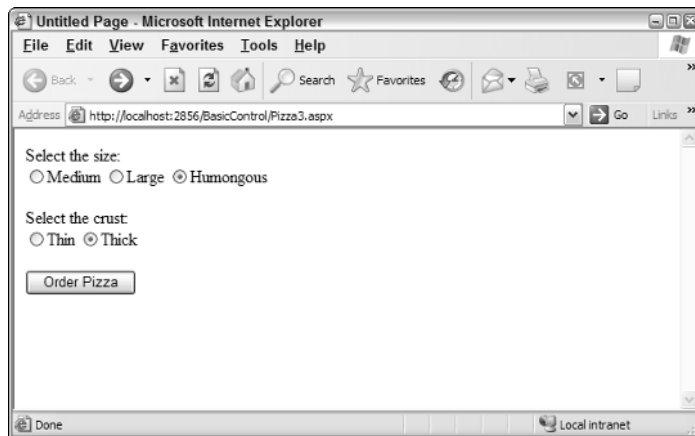 Untitled Page - Microsoft Internet Explorer
File Edit View Favorites Tools Help
Back Search Favorites »
Address http://localhost:2856/BasicControl/Pizza3.aspx Go Links »
Select the size:
Medium Large Humongous
Select the crust:
Thin Thick
Order Pizza
Done Local intranet